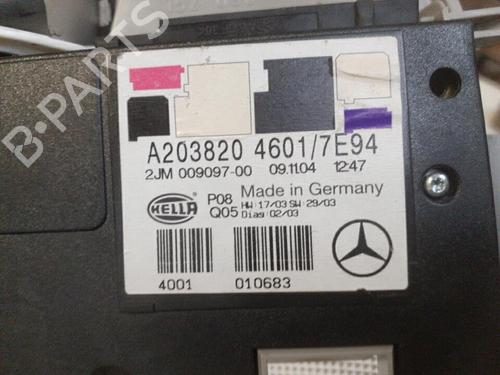 B-PARTS
A203820 4601/7E94
2JM 009097-00 09.11.04 12:47
HELLA
P08 Made in Germany
Q05 HW:17/03 SW:29/03
Diag:02/03
4001 010683